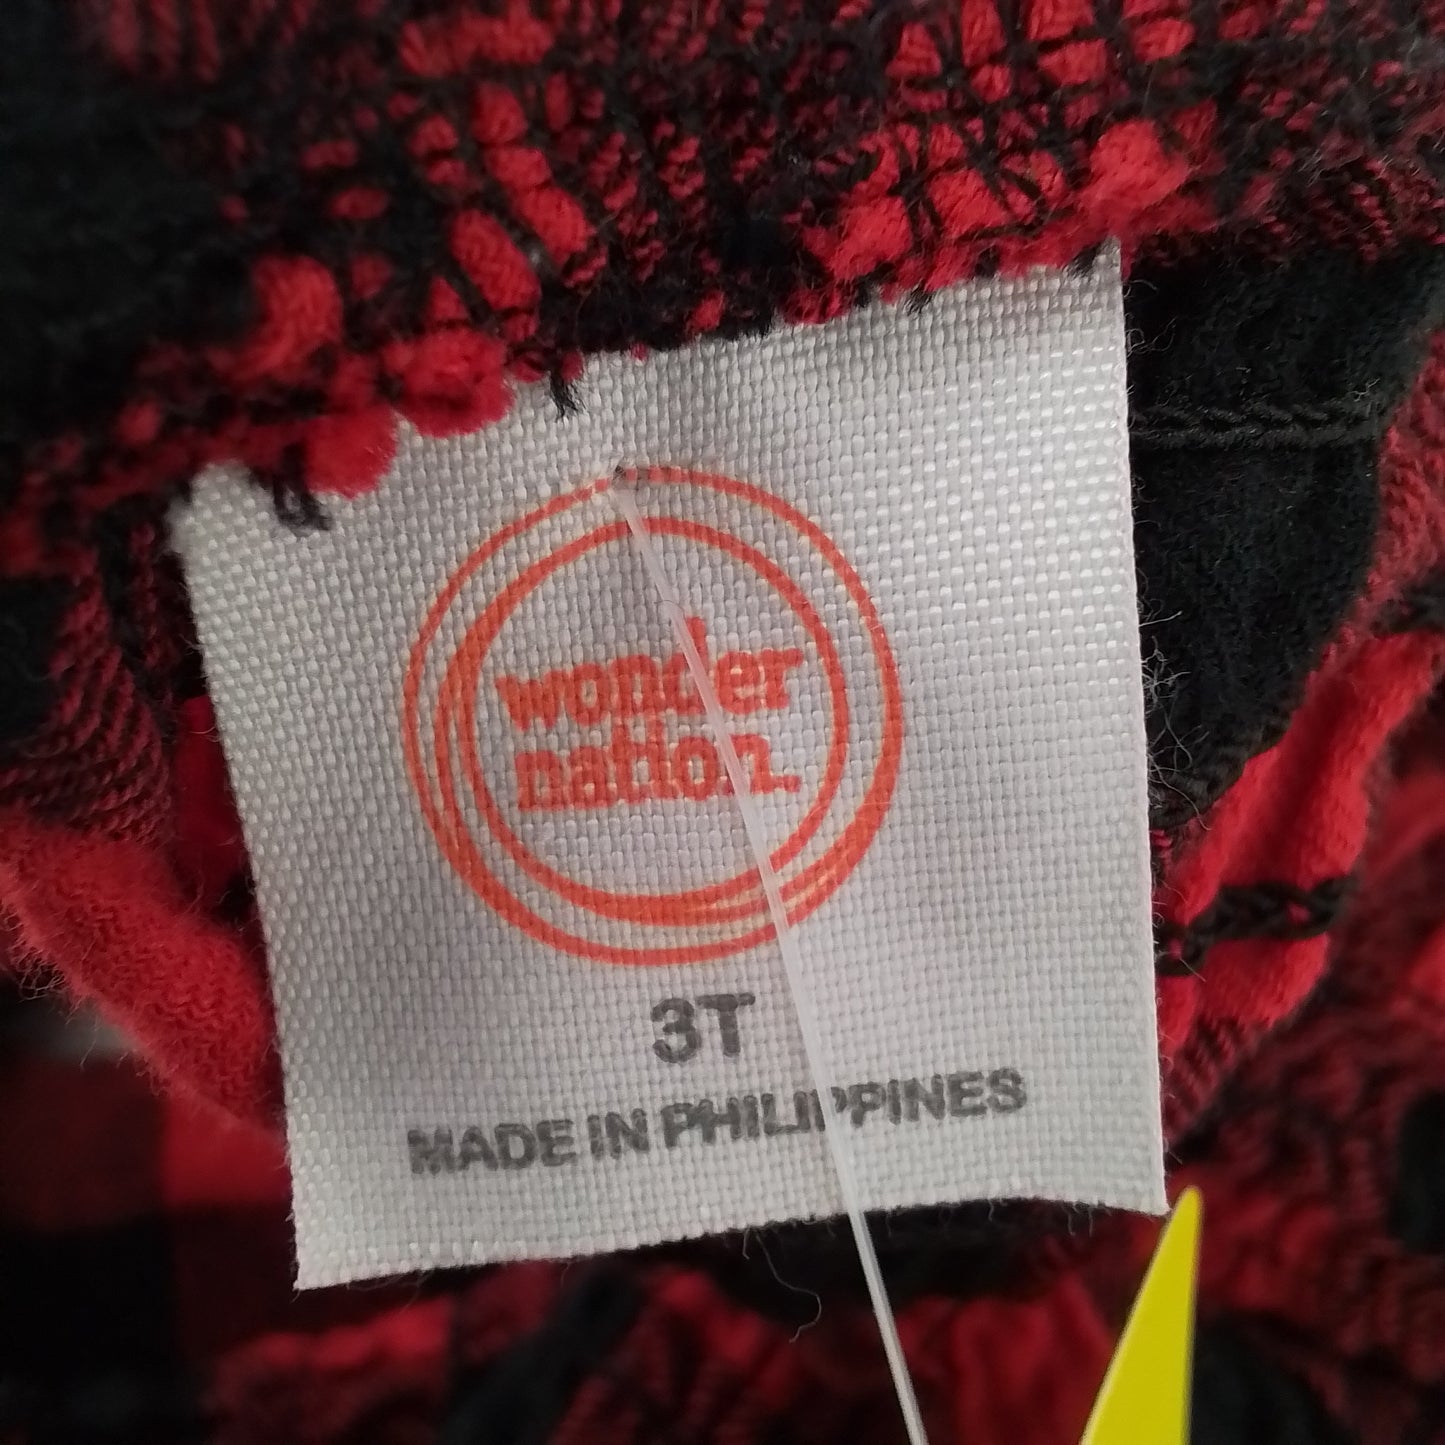 wonder
nation.
3T
MADE IN PHILIPPINES